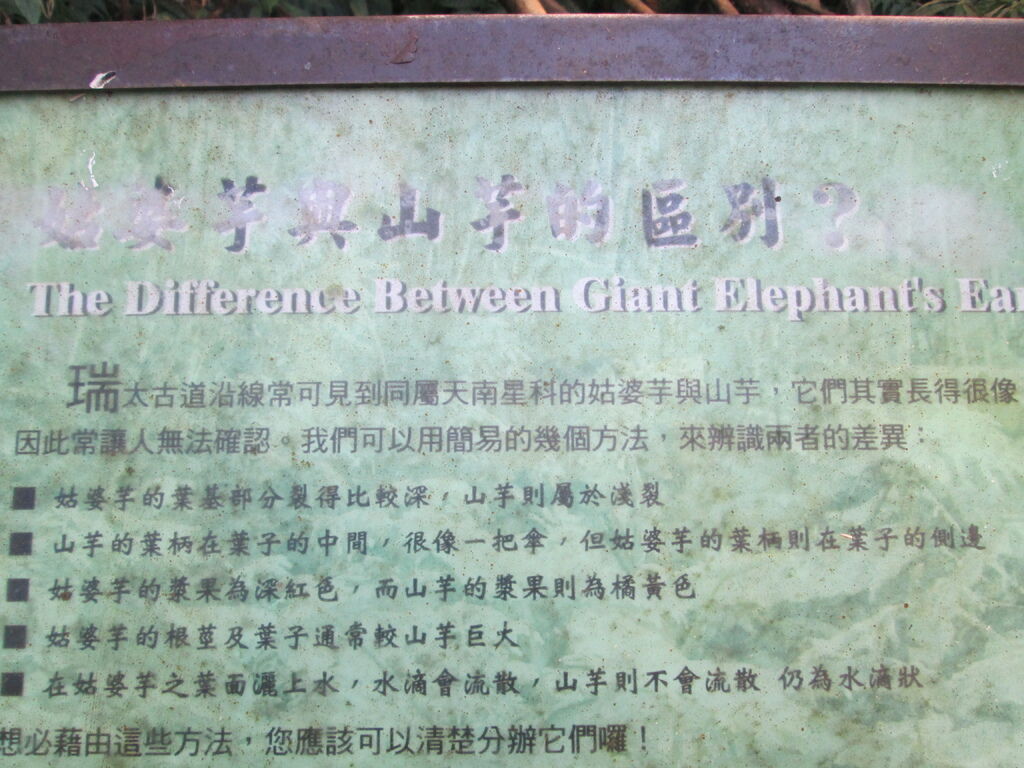 姑婆芋與山芋的區別？
The Difference Between Giant Elephant's Ear
瑞太古道沿線常可見到同屬天南星科的姑婆芋與山芋，它們其實長得很像
因此常讓人無法確認。我們可以用簡易的幾個方法，來辨識兩者的差異：
■ 姑婆芋的葉基部分裂得比較深，山芋則屬於淺裂
■ 山芋的葉柄在葉子的中間，很像一把傘，但姑婆芋的葉柄則在葉子的側邊
■ 姑婆芋的漿果為深紅色，而山芋的漿果則為橘黃色
■ 姑婆芋的根莖及葉子通常較山芋巨大
■ 在姑婆芋之葉面灑上水，水滴會流散，山芋則不會流散 仍為水滴狀
想必藉由這些方法，您應該可以清楚分辦它們囉！